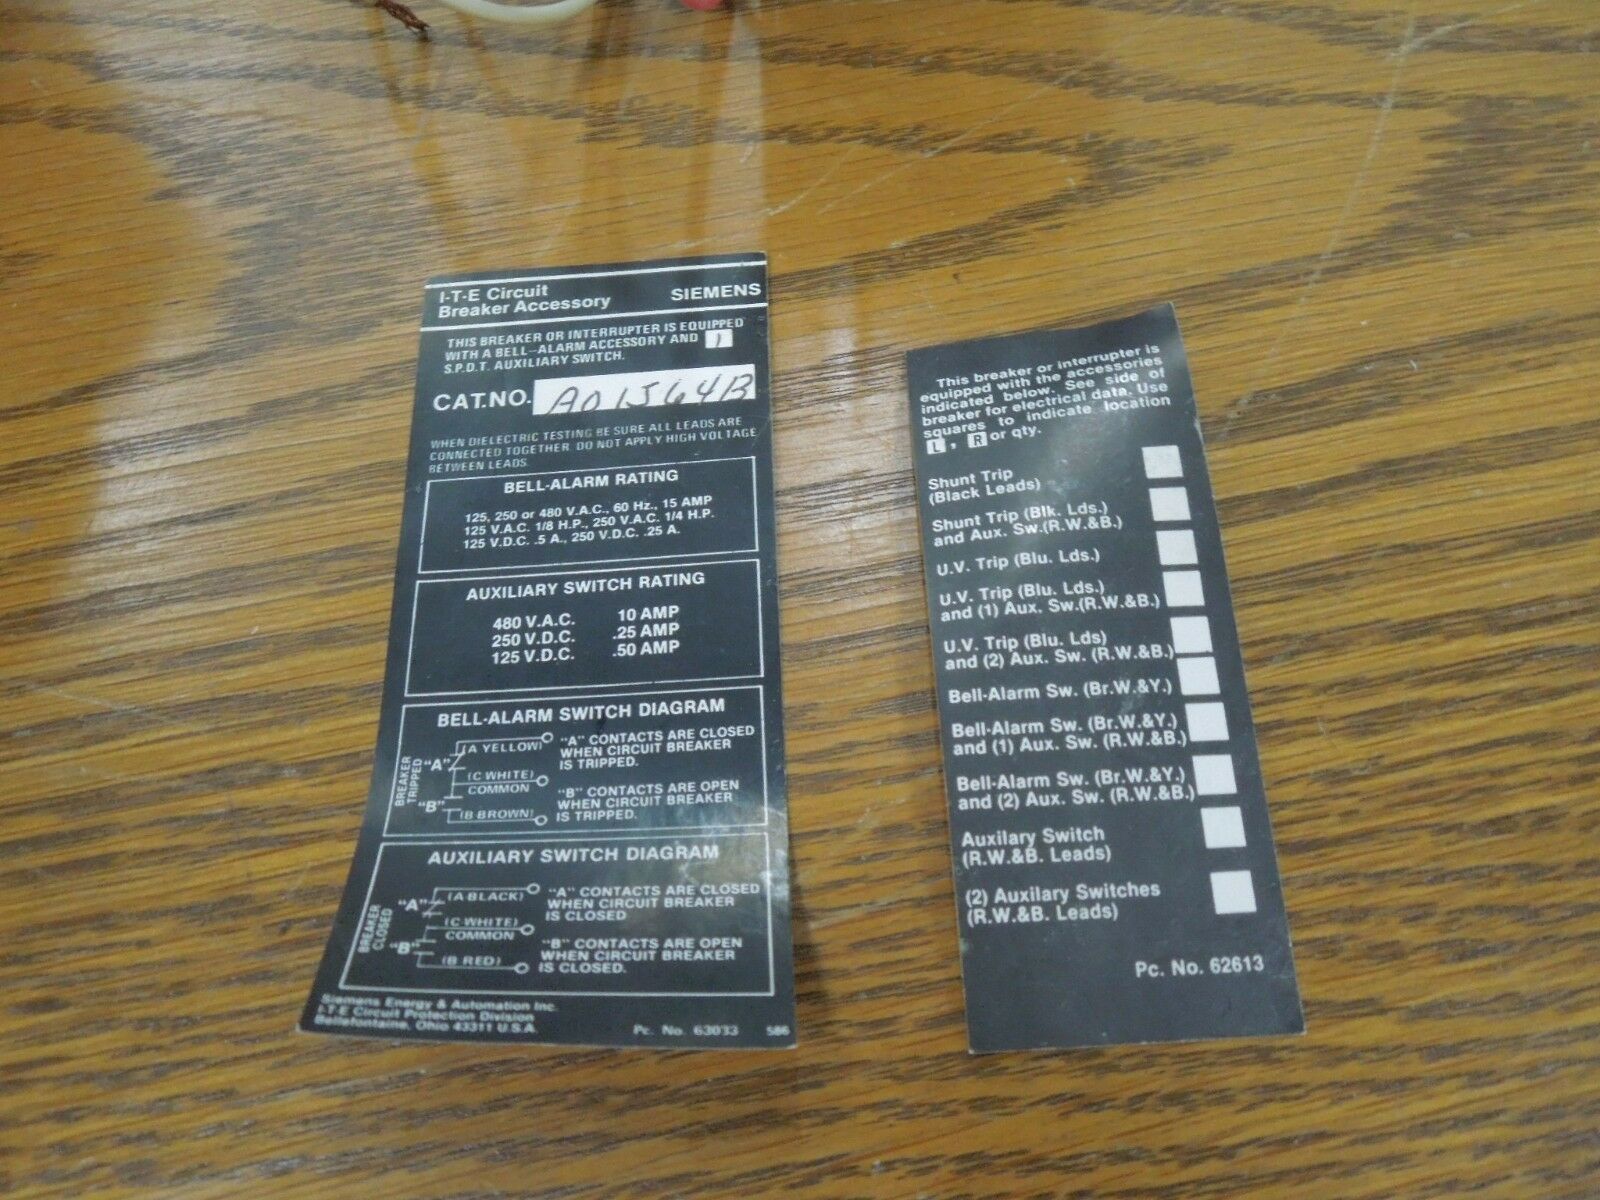 I-T-E Circuit
Breaker Accessory SIEMENS
THIS BREAKER OR INTERRUPTER IS EQUIPPED
WITH A BELL-ALARM ACCESSORY AND 1
S.P.D.T. AUXILIARY SWITCH.
CAT.NO. A01J564B
WHEN DIELECTRIC TESTING BE SURE ALL LEADS ARE
CONNECTED TOGETHER. DO NOT APPLY HIGH VOLTAGE
BETWEEN LEADS.
BELL-ALARM RATING
125, 250 or 480 V.A.C., 60 Hz., 15 AMP
125 V.A.C. 1/8 H.P., 250 V.A.C. 1/4 H.P.
125 V.D.C. .5 A., 250 V.D.C. .25 A.
AUXILIARY SWITCH RATING
480 V.A.C. 10 AMP
250 V.D.C. .25 AMP
125 V.D.C. .50 AMP
BELL-ALARM SWITCH DIAGRAM
BREAKER
TRIPPED
"A"
(A YELLOW)
(C WHITE)
COMMON
"B"
(B BROWN)
"A" CONTACTS ARE CLOSED
WHEN CIRCUIT BREAKER
IS TRIPPED.
"B" CONTACTS ARE OPEN
WHEN CIRCUIT BREAKER
IS TRIPPED.
AUXILIARY SWITCH DIAGRAM
BREAKER
CLOSED
"A"
(A BLACK)
(C WHITE)
COMMON
"B"
(B RED)
"A" CONTACTS ARE CLOSED
WHEN CIRCUIT BREAKER
IS CLOSED
"B" CONTACTS ARE OPEN
WHEN CIRCUIT BREAKER
IS CLOSED.
Siemens Energy & Automation Inc.
I-T-E Circuit Protection Division
Bellefontaine, Ohio 43311 U.S.A. Pc. No. 63033 586
This breaker or interrupter is
equipped with the accessories
indicated below. See side of
breaker for electrical data. Use
squares to indicate location
L, R or qty.
Shunt Trip
(Black Leads)
Shunt Trip (Blk. Lds.)
and Aux. Sw.(R.W.&B.)
U.V. Trip (Blu. Lds.)
U.V. Trip (Blu. Lds.)
and (1) Aux. Sw.(R.W.&B.)
U.V. Trip (Blu. Lds)
and (2) Aux. Sw. (R.W.&B.)
Bell-Alarm Sw. (Br.W.&Y.)
Bell-Alarm Sw. (Br.W.&Y.)
and (1) Aux. Sw. (R.W.&B.)
Bell-Alarm Sw. (Br.W.&Y.)
and (2) Aux. Sw. (R.W.&B.)
Auxilary Switch
(R.W.&B. Leads)
(2) Auxilary Switches
(R.W.&B. Leads)
Pc. No. 62613